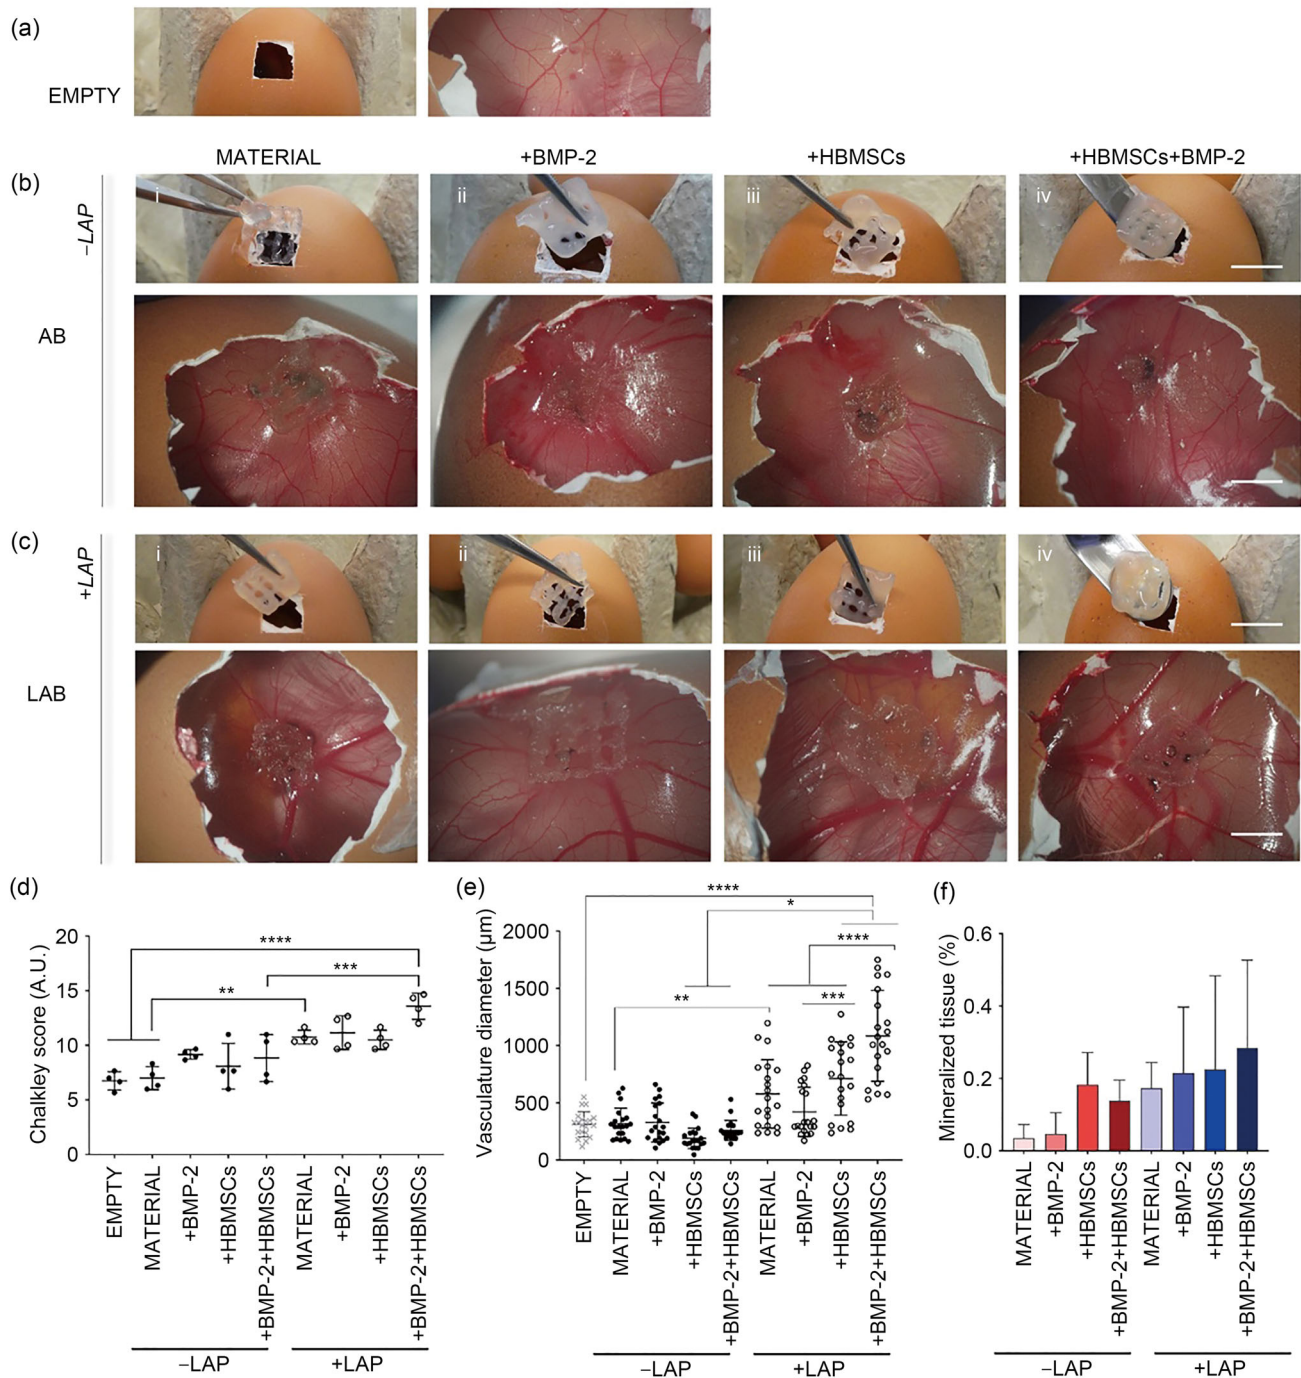 (a)
EMPTY
MATERIAL
+BMP-2
+HBMSCs
+HBMSCs+BMP-2
(b)
–LAP
i
ii
iii
iv
AB
(c)
+LAP
i
ii
iii
iv
LAB
(d)
Chalkley score (A.U.)
20
15
10
5
0
****
***
**
EMPTY
MATERIAL
+BMP-2
+HBMSCs
+BMP-2+HBMSCs
MATERIAL
+BMP-2
+HBMSCs
+BMP-2+HBMSCs
–LAP
+LAP
(e)
Vasculature diameter (μm)
2000
1500
1000
500
0
****
*
****
**
***
EMPTY
MATERIAL
+BMP-2
+HBMSCs
+BMP-2+HBMSCs
MATERIAL
+BMP-2
+HBMSCs
+BMP-2+HBMSCs
–LAP
+LAP
(f)
Mineralized tissue (%)
0.6
0.4
0.2
0.0
MATERIAL
+BMP-2
+HBMSCs
+BMP-2+HBMSCs
MATERIAL
+BMP-2
+HBMSCs
+BMP-2+HBMSCs
–LAP
+LAP